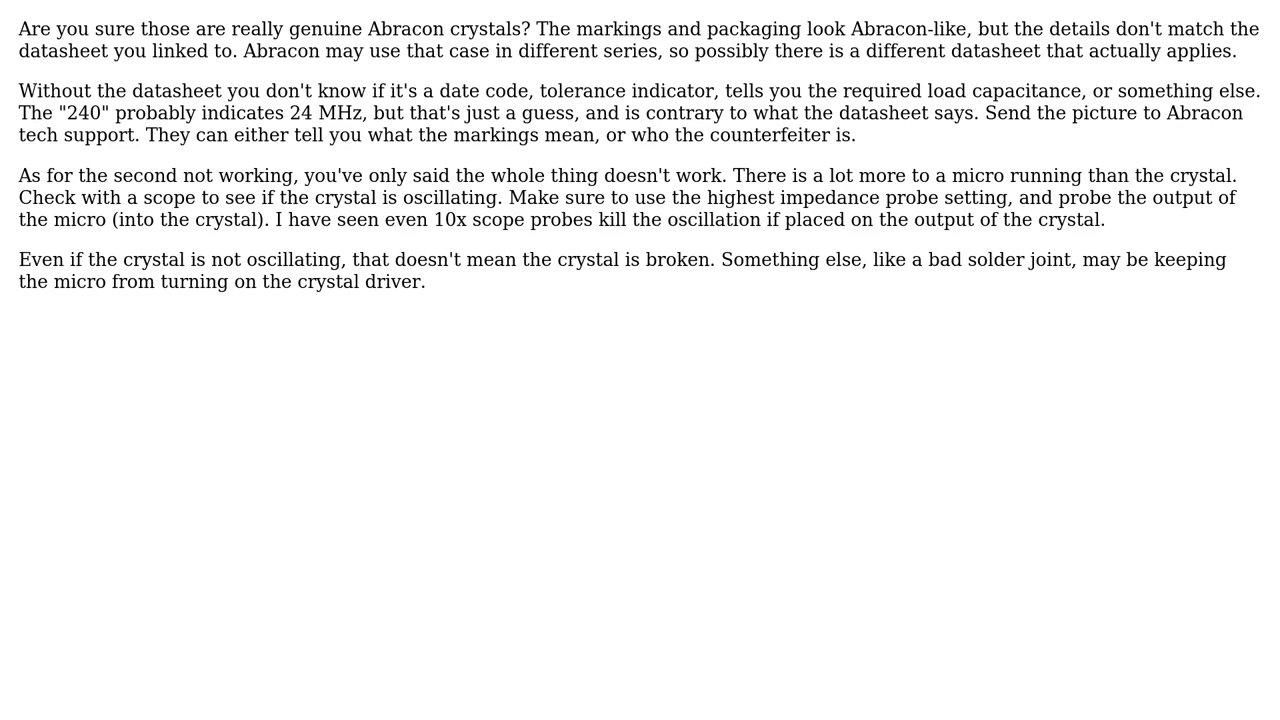 Are you sure those are really genuine Abracon crystals? The markings and packaging look Abracon-like, but the details don't match the
datasheet you linked to. Abracon may use that case in different series, so possibly there is a different datasheet that actually applies.
Without the datasheet you don't know if it's a date code, tolerance indicator, tells you the required load capacitance, or something else.
The "240" probably indicates 24 MHz, but that's just a guess, and is contrary to what the datasheet says. Send the picture to Abracon
tech support. They can either tell you what the markings mean, or who the counterfeiter is.
As for the second not working, you've only said the whole thing doesn't work. There is a lot more to a micro running than the crystal.
Check with a scope to see if the crystal is oscillating. Make sure to use the highest impedance probe setting, and probe the output of
the micro (into the crystal). I have seen even 10x scope probes kill the oscillation if placed on the output of the crystal.
Even if the crystal is not oscillating, that doesn't mean the crystal is broken. Something else, like a bad solder joint, may be keeping
the micro from turning on the crystal driver.